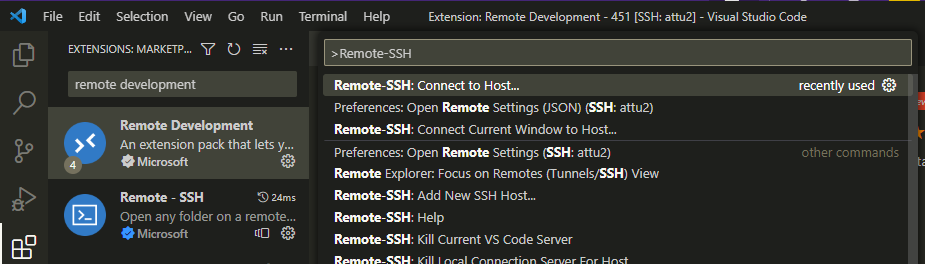 File Edit Selection View Go Run Terminal Help Extension: Remote Development - 451 [SSH: attu2] - Visual Studio Code
EXTENSIONS: MARKETP...
remote development
Remote Development
An extension pack that lets y...
Microsoft
4
Remote - SSH 24ms
Open any folder on a remote...
Microsoft
>Remote-SSH
Remote-SSH: Connect to Host... recently used
Preferences: Open Remote Settings (JSON) (SSH: attu2)
Remote-SSH: Connect Current Window to Host...
Preferences: Open Remote Settings (SSH: attu2) other commands
Remote Explorer: Focus on Remotes (Tunnels/SSH) View
Remote-SSH: Add New SSH Host...
Remote-SSH: Help
Remote-SSH: Kill Current VS Code Server
Remote-SSH: Kill Local Connection Server For Host